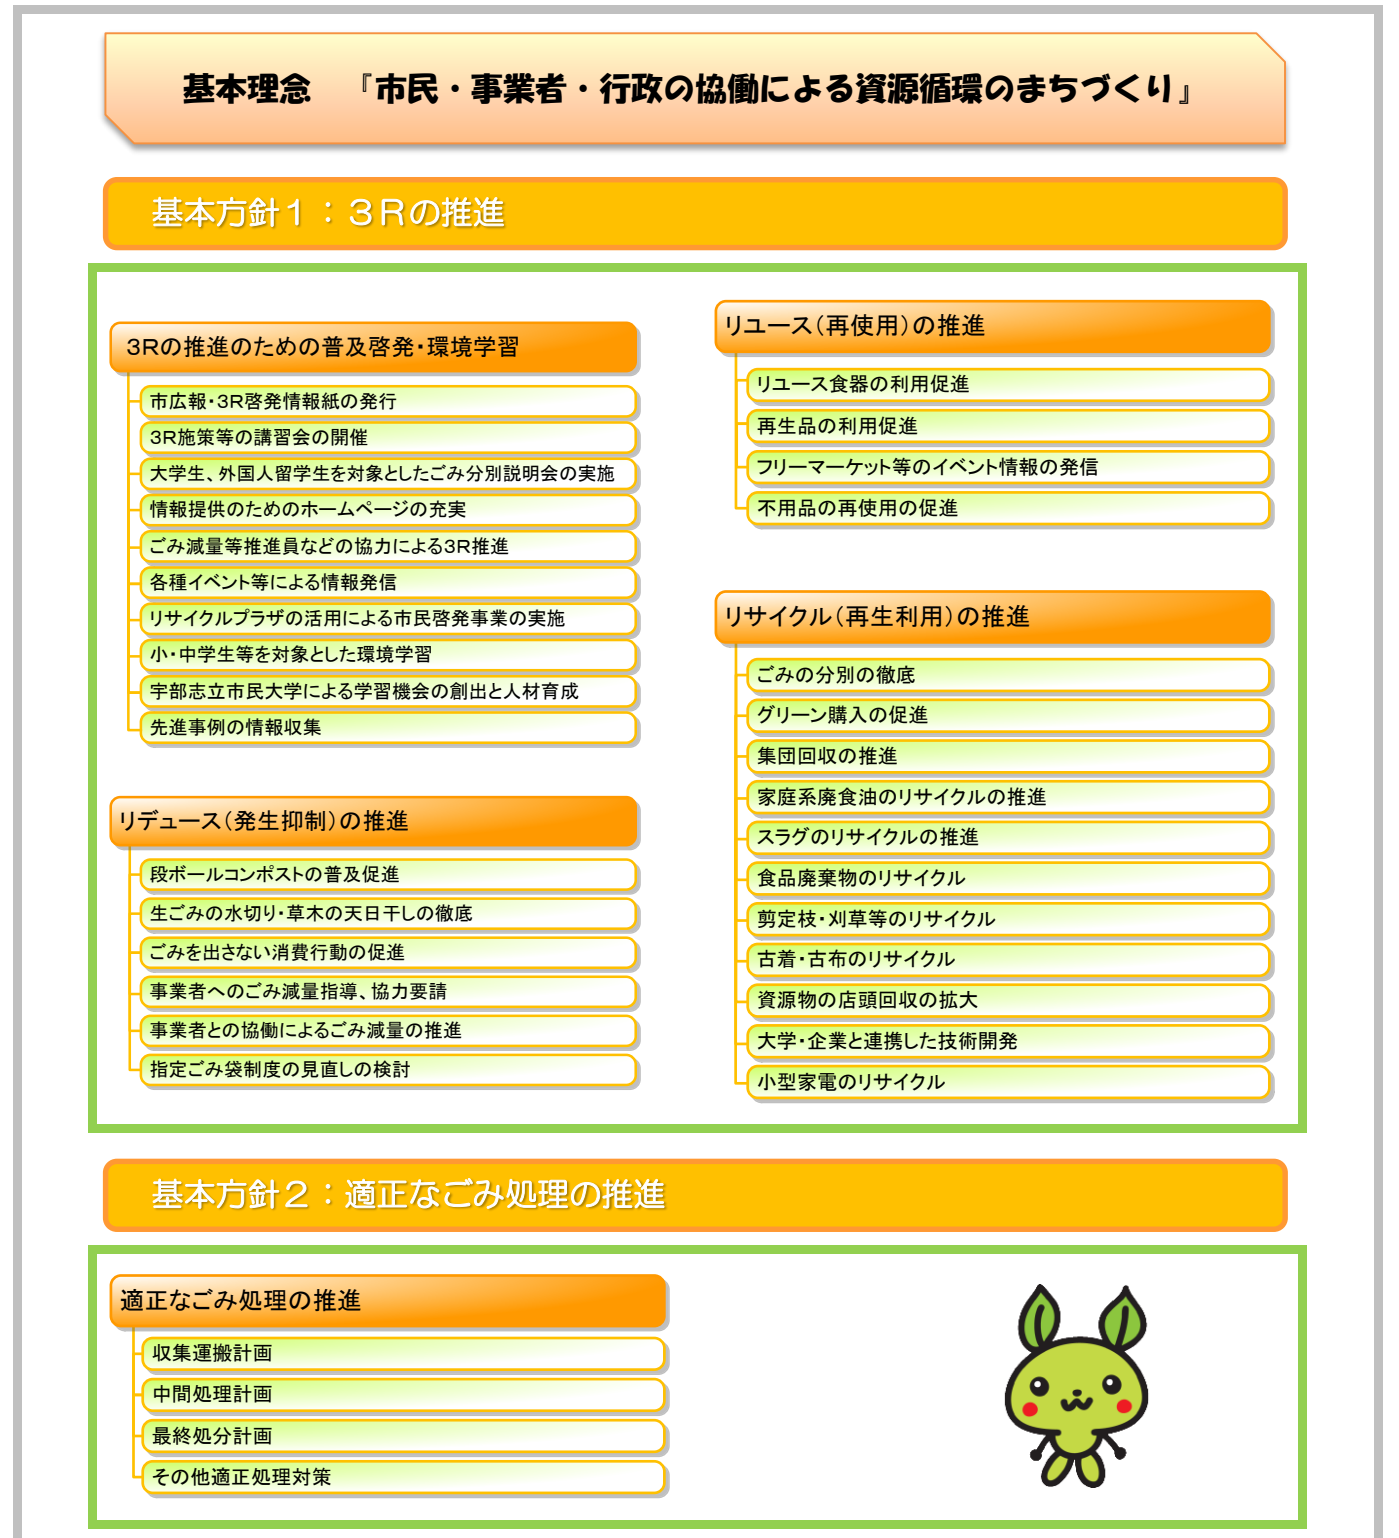 基本理念　『市民・事業者・行政の協働による資源循環のまちづくり』
基本方針１：３Ｒの推進
3Rの推進のための普及啓発・環境学習
市広報・3R啓発情報紙の発行
3R施策等の講習会の開催
大学生、外国人留学生を対象としたごみ分別説明会の実施
情報提供のためのホームページの充実
ごみ減量等推進員などの協力による3R推進
各種イベント等による情報発信
リサイクルプラザの活用による市民啓発事業の実施
小・中学生等を対象とした環境学習
宇部志立市民大学による学習機会の創出と人材育成
先進事例の情報収集
リデュース（発生抑制）の推進
段ボールコンポストの普及促進
生ごみの水切り・草木の天日干しの徹底
ごみを出さない消費行動の促進
事業者へのごみ減量指導、協力要請
事業者との協働によるごみ減量の推進
指定ごみ袋制度の見直しの検討
リユース（再使用）の推進
リユース食器の利用促進
再生品の利用促進
フリーマーケット等のイベント情報の発信
不用品の再使用の促進
リサイクル（再生利用）の推進
ごみの分別の徹底
グリーン購入の促進
集団回収の推進
家庭系廃食油のリサイクルの推進
スラグのリサイクルの推進
食品廃棄物のリサイクル
剪定枝・刈草等のリサイクル
古着・古布のリサイクル
資源物の店頭回収の拡大
大学・企業と連携した技術開発
小型家電のリサイクル
基本方針２：適正なごみ処理の推進
適正なごみ処理の推進
収集運搬計画
中間処理計画
最終処分計画
その他適正処理対策